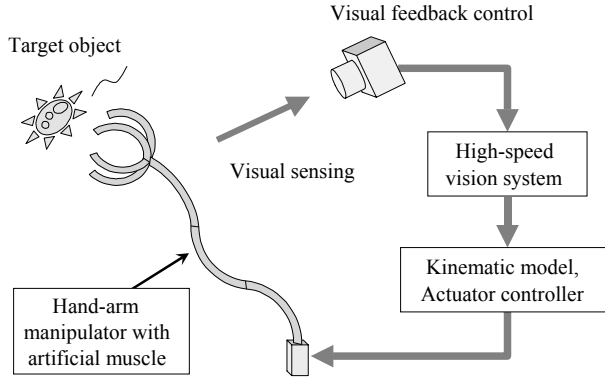 Visual feedback control
Target object
Visual sensing
High-speed
vision system
Kinematic model,
Actuator controller
Hand-arm
manipulator with
artificial muscle